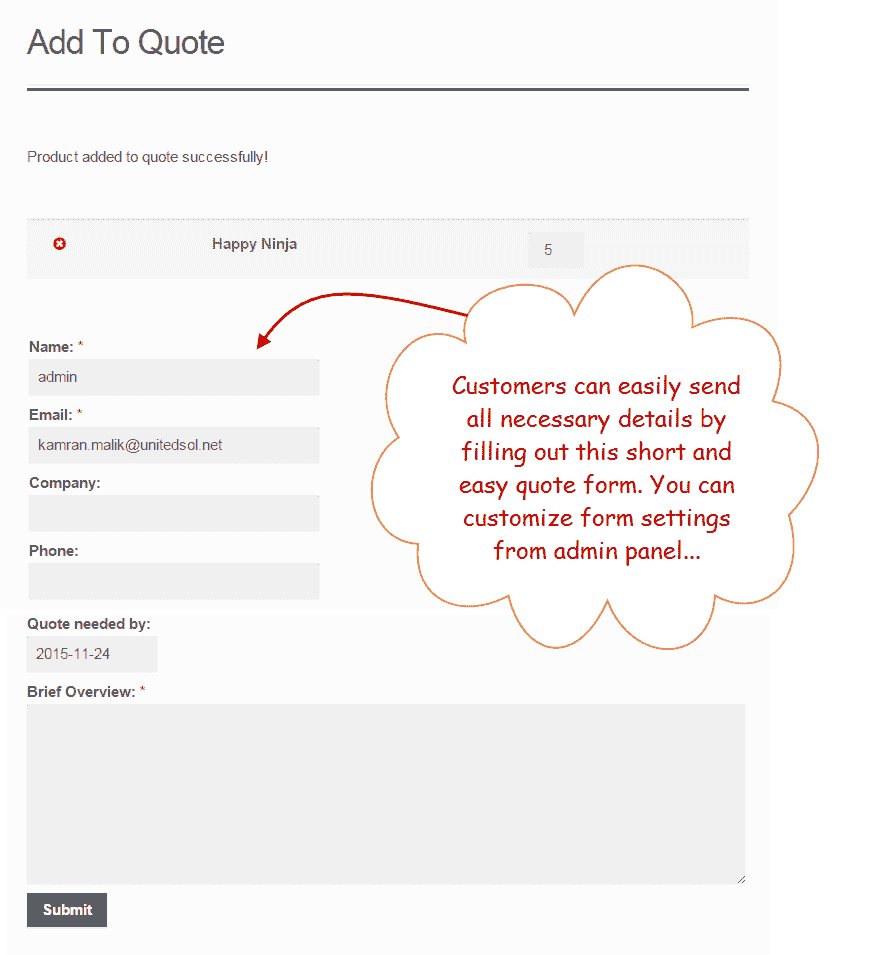 Add To Quote
Product added to quote successfully!
Happy Ninja 5
Name: *
admin
Email: *
kamran.malik@unitedsol.net
Company:
Phone:
Quote needed by:
2015-11-24
Brief Overview: *
Submit
Customers can easily send
all necessary details by
filling out this short and
easy quote form. You can
customize form settings
from admin panel...